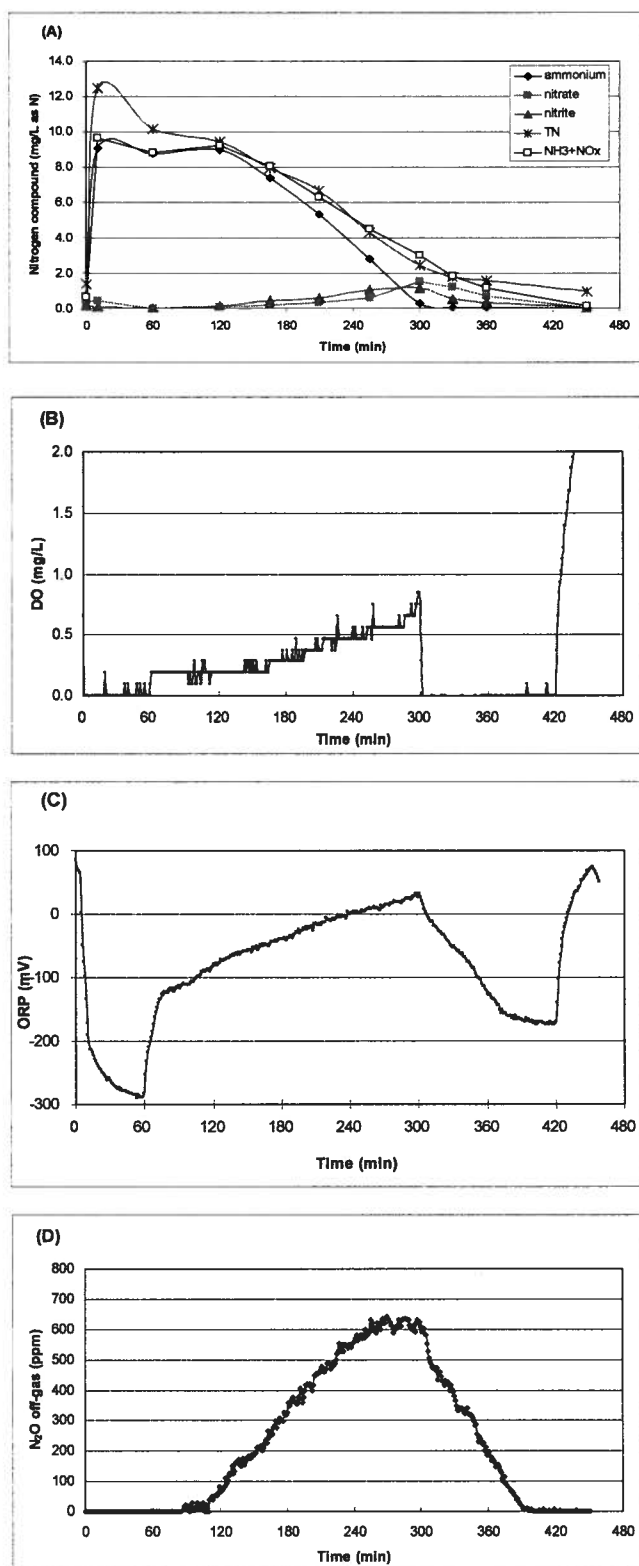 (A)
Nitrogen compound (mg/L as N)
14.0
12.0
10.0
8.0
6.0
4.0
2.0
0.0
ammonium
nitrate
nitrite
TN
NH3+NOx
0 60 120 180 240 300 360 420 480
Time (min)
(B)
DO (mg/L)
2.0
1.5
1.0
0.5
0.0
0 60 120 180 240 300 360 420 480
Time (min)
(C)
ORP (mV)
100
0
-100
-200
-300
0 60 120 180 240 300 360 420 480
Time (min)
(D)
N₂O off-gas (ppm)
800
700
600
500
400
300
200
100
0
0 60 120 180 240 300 360 420 480
Time (min)